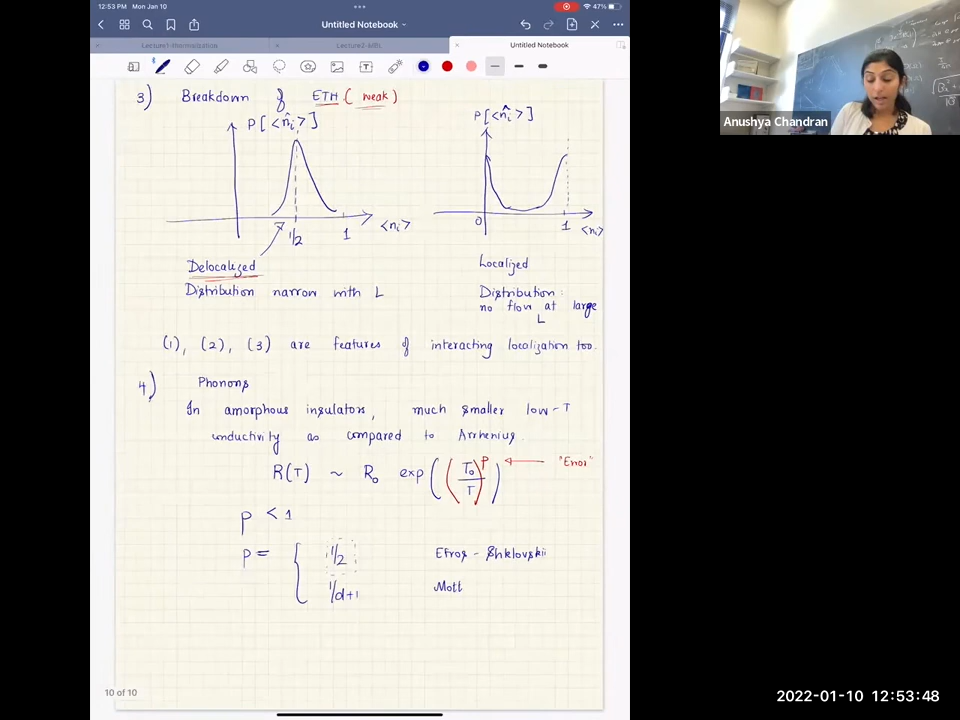 12:53 PM Mon Jan 10
47%
Untitled Notebook
Lecture1-thermalization
Lecture2-MBL
Untitled Notebook
3) Breakdown of ETH (weak)
P[<n̂i>]
P[<n̂i>]
1/2
1
<ni>
0
1
<ni>
Delocalized
Distribution narrow with L
Localized
Distribution:
no flow at large
L
(1), (2), (3) are features of interacting localization too.
4) Phonons
In amorphous insulators, much smaller low-T
conductivity as compared to Arrhenius.
R(T) ~ R0 exp((T0/T)^p) ← "Error"
p < 1
p = { 1/2 Efros - Shklovskii
1/d+1 Mott
10 of 10
Anushya Chandran
2022-01-10 12:53:48